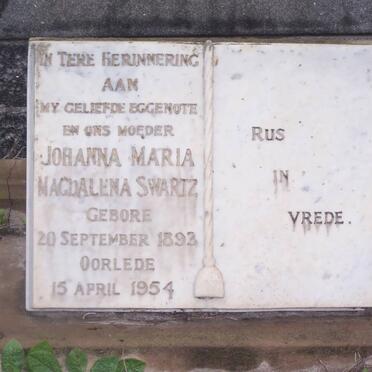 IN TERE HERINNERING
AAN
MY GELIEFDE EGGENOTE
EN ONS MOEDER
JOHANNA MARIA
MAGDALENA SWARTZ
GEBORE
20 SEPTEMBER 1893
OORLEDE
15 APRIL 1954
RUS
IN
VREDE.